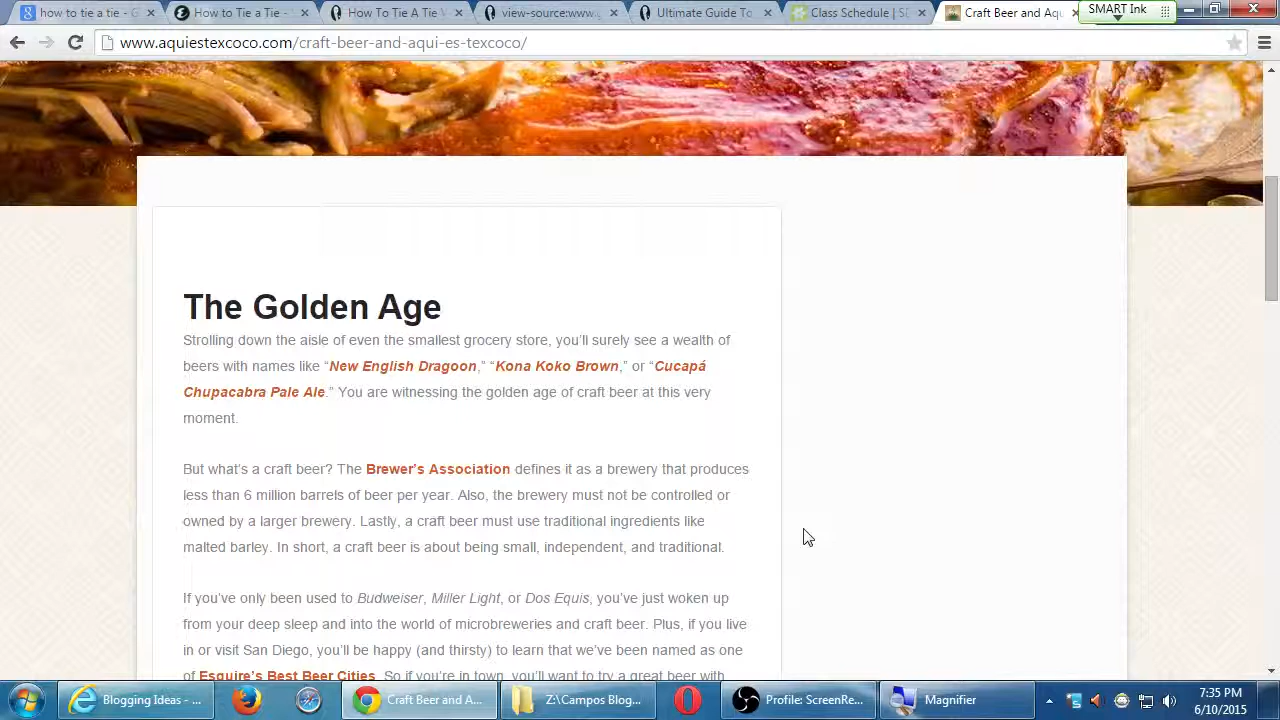 how to tie a tie - G
How to Tie a Tie -
How To Tie A Tie V
view-source:www.
Ultimate Guide To
Class Schedule | SD
Craft Beer and Aqu
SMART Ink
www.aquiestexcoco.com/craft-beer-and-aqui-es-texcoco/
The Golden Age
Strolling down the aisle of even the smallest grocery store, you’ll surely see a wealth of
beers with names like “New English Dragoon,” “Kona Koko Brown,” or “Cucapá
Chupacabra Pale Ale.” You are witnessing the golden age of craft beer at this very
moment.
But what’s a craft beer? The Brewer’s Association defines it as a brewery that produces
less than 6 million barrels of beer per year. Also, the brewery must not be controlled or
owned by a larger brewery. Lastly, a craft beer must use traditional ingredients like
malted barley. In short, a craft beer is about being small, independent, and traditional.
If you’ve only been used to Budweiser, Miller Light, or Dos Equis, you’ve just woken up
from your deep sleep and into the world of microbreweries and craft beer. Plus, if you live
in or visit San Diego, you’ll be happy (and thirsty) to learn that we’ve been named as one
of Esquire’s Best Beer Cities. So if you’re in town, you’ll want to try a great beer with
Blogging Ideas - ...
Craft Beer and A...
Z:\Campos Blog...
Profile: ScreenRe...
Magnifier
7:35 PM
6/10/2015